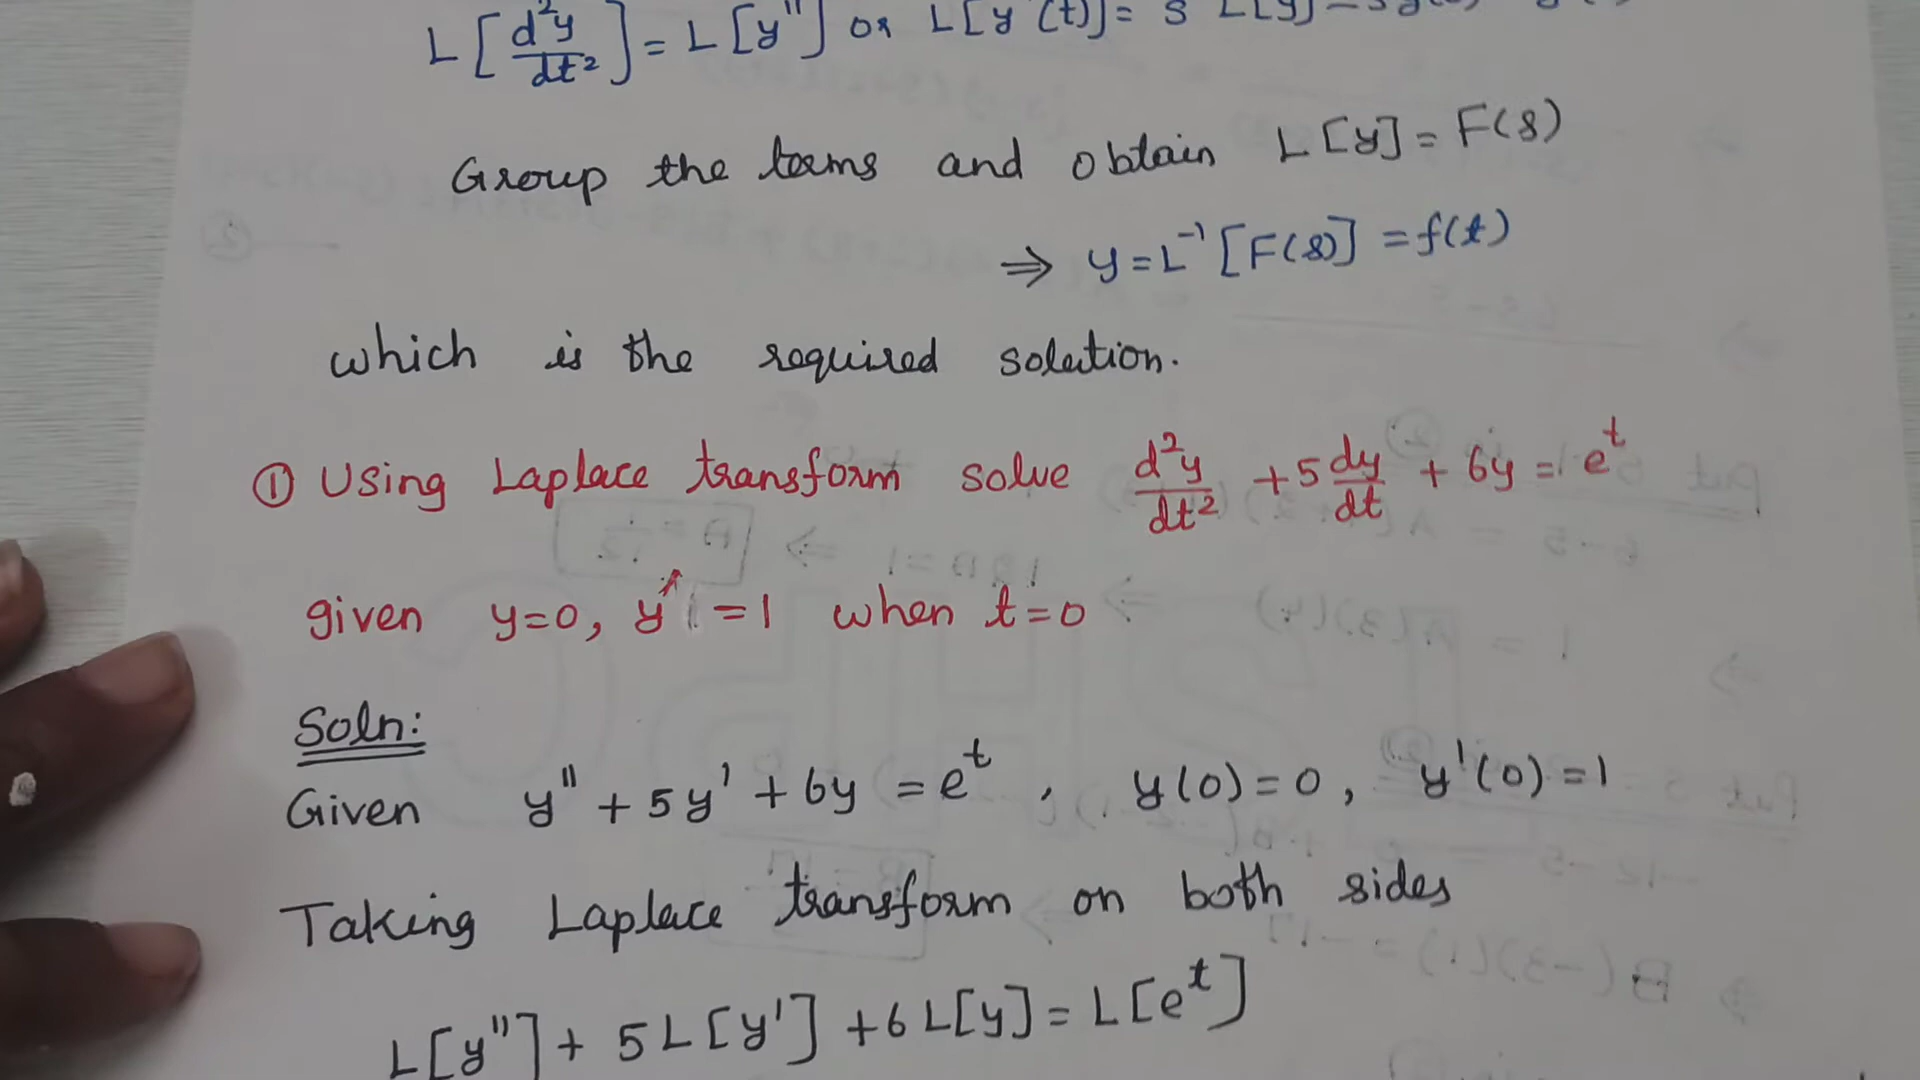 L[d²y/dt²] = L[y''] or L[y (t)] = s L[y]
Group the terms and obtain L[y] = F(s)
⇒ y = L⁻¹[F(s)] = f(t)
which is the required solution.
① Using Laplace transform solve d²y/dt² + 5 dy/dt + 6y = eᵗ
given y=0, y' = 1 when t=0
Soln:
Given y'' + 5y' + 6y = eᵗ , y(0) = 0, y'(0) = 1
Taking Laplace transform on both sides
L[y''] + 5L[y'] + 6L[y] = L[eᵗ]